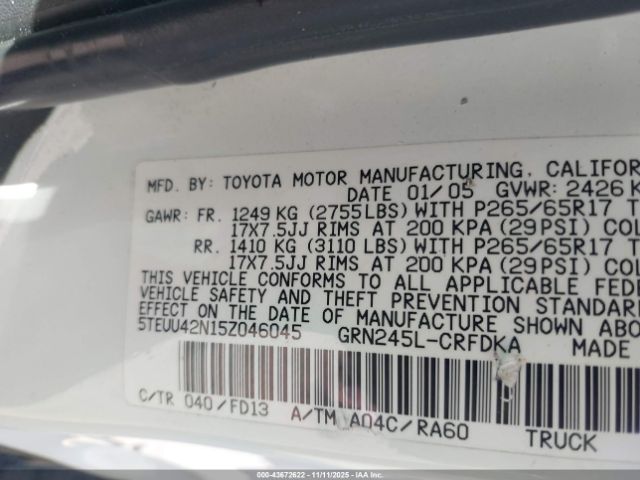 MFD. BY: TOYOTA MOTOR MANUFACTURING, CALIFOR
DATE 01/05 GVWR: 2426 K
GAWR: FR. 1249 KG (2755LBS) WITH P265/65R17 T
17X7.5JJ RIMS AT 200 KPA (29PSI) COL
RR. 1410 KG (3110 LBS) WITH P265/65R17 T
17X7.5JJ RIMS AT 200 KPA (29PSI) COL
THIS VEHICLE CONFORMS TO ALL APPLICABLE FEDE
VEHICLE SAFETY AND THEFT PREVENTION STANDARD
EFFECT ON THE DATE OF MANUFACTURE SHOWN ABO
5TEUU42N15Z046045 GRN245L-CRFDKA MADE
C/TR 040/FD13 A/TM A04C/RA60 TRUCK
000-43672622 - 11/11/2025 - IAAI.COM